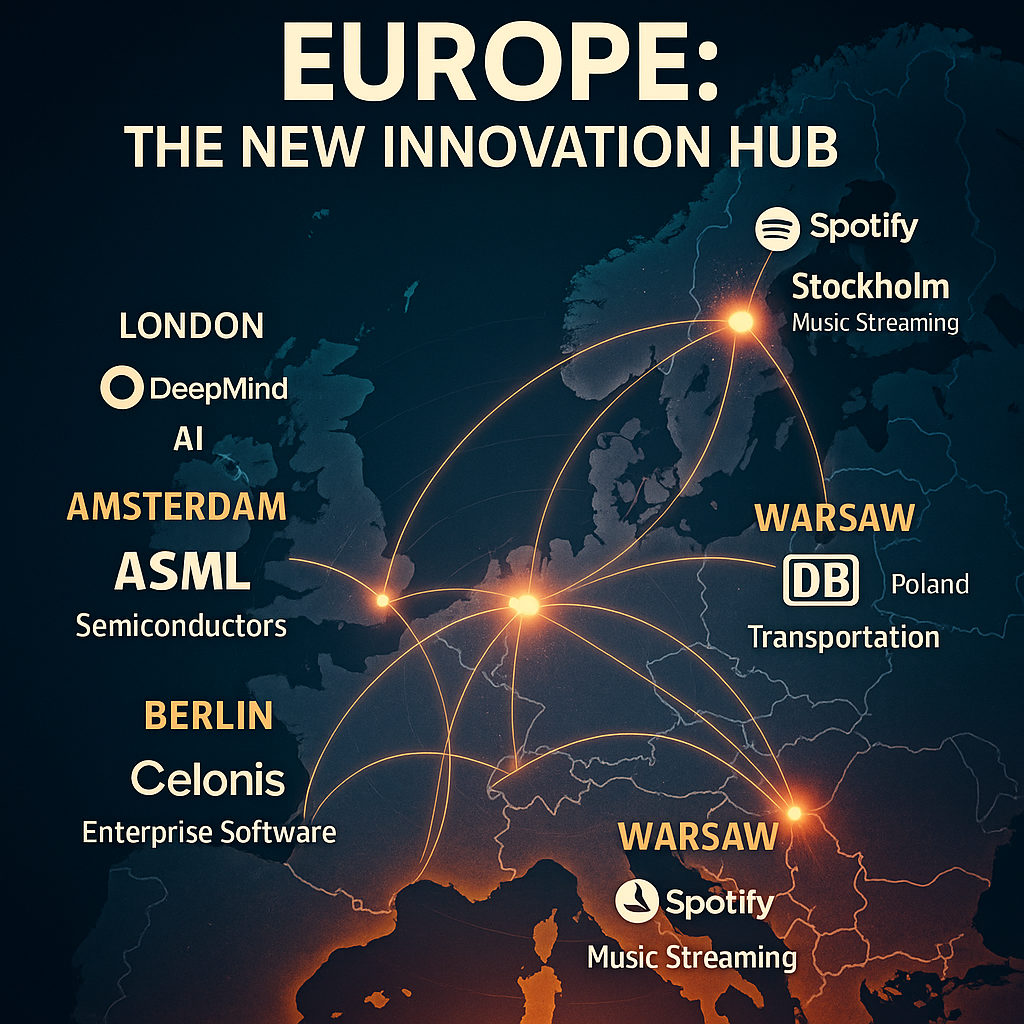 EUROPE:
THE NEW INNOVATION HUB
Spotify
Stockholm
Music Streaming
LONDON
DeepMind
AI
AMSTERDAM
ASML
Semiconductors
WARSAW
DB Poland
Transportation
BERLIN
Celonis
Enterprise Software
WARSAW
Spotify
Music Streaming